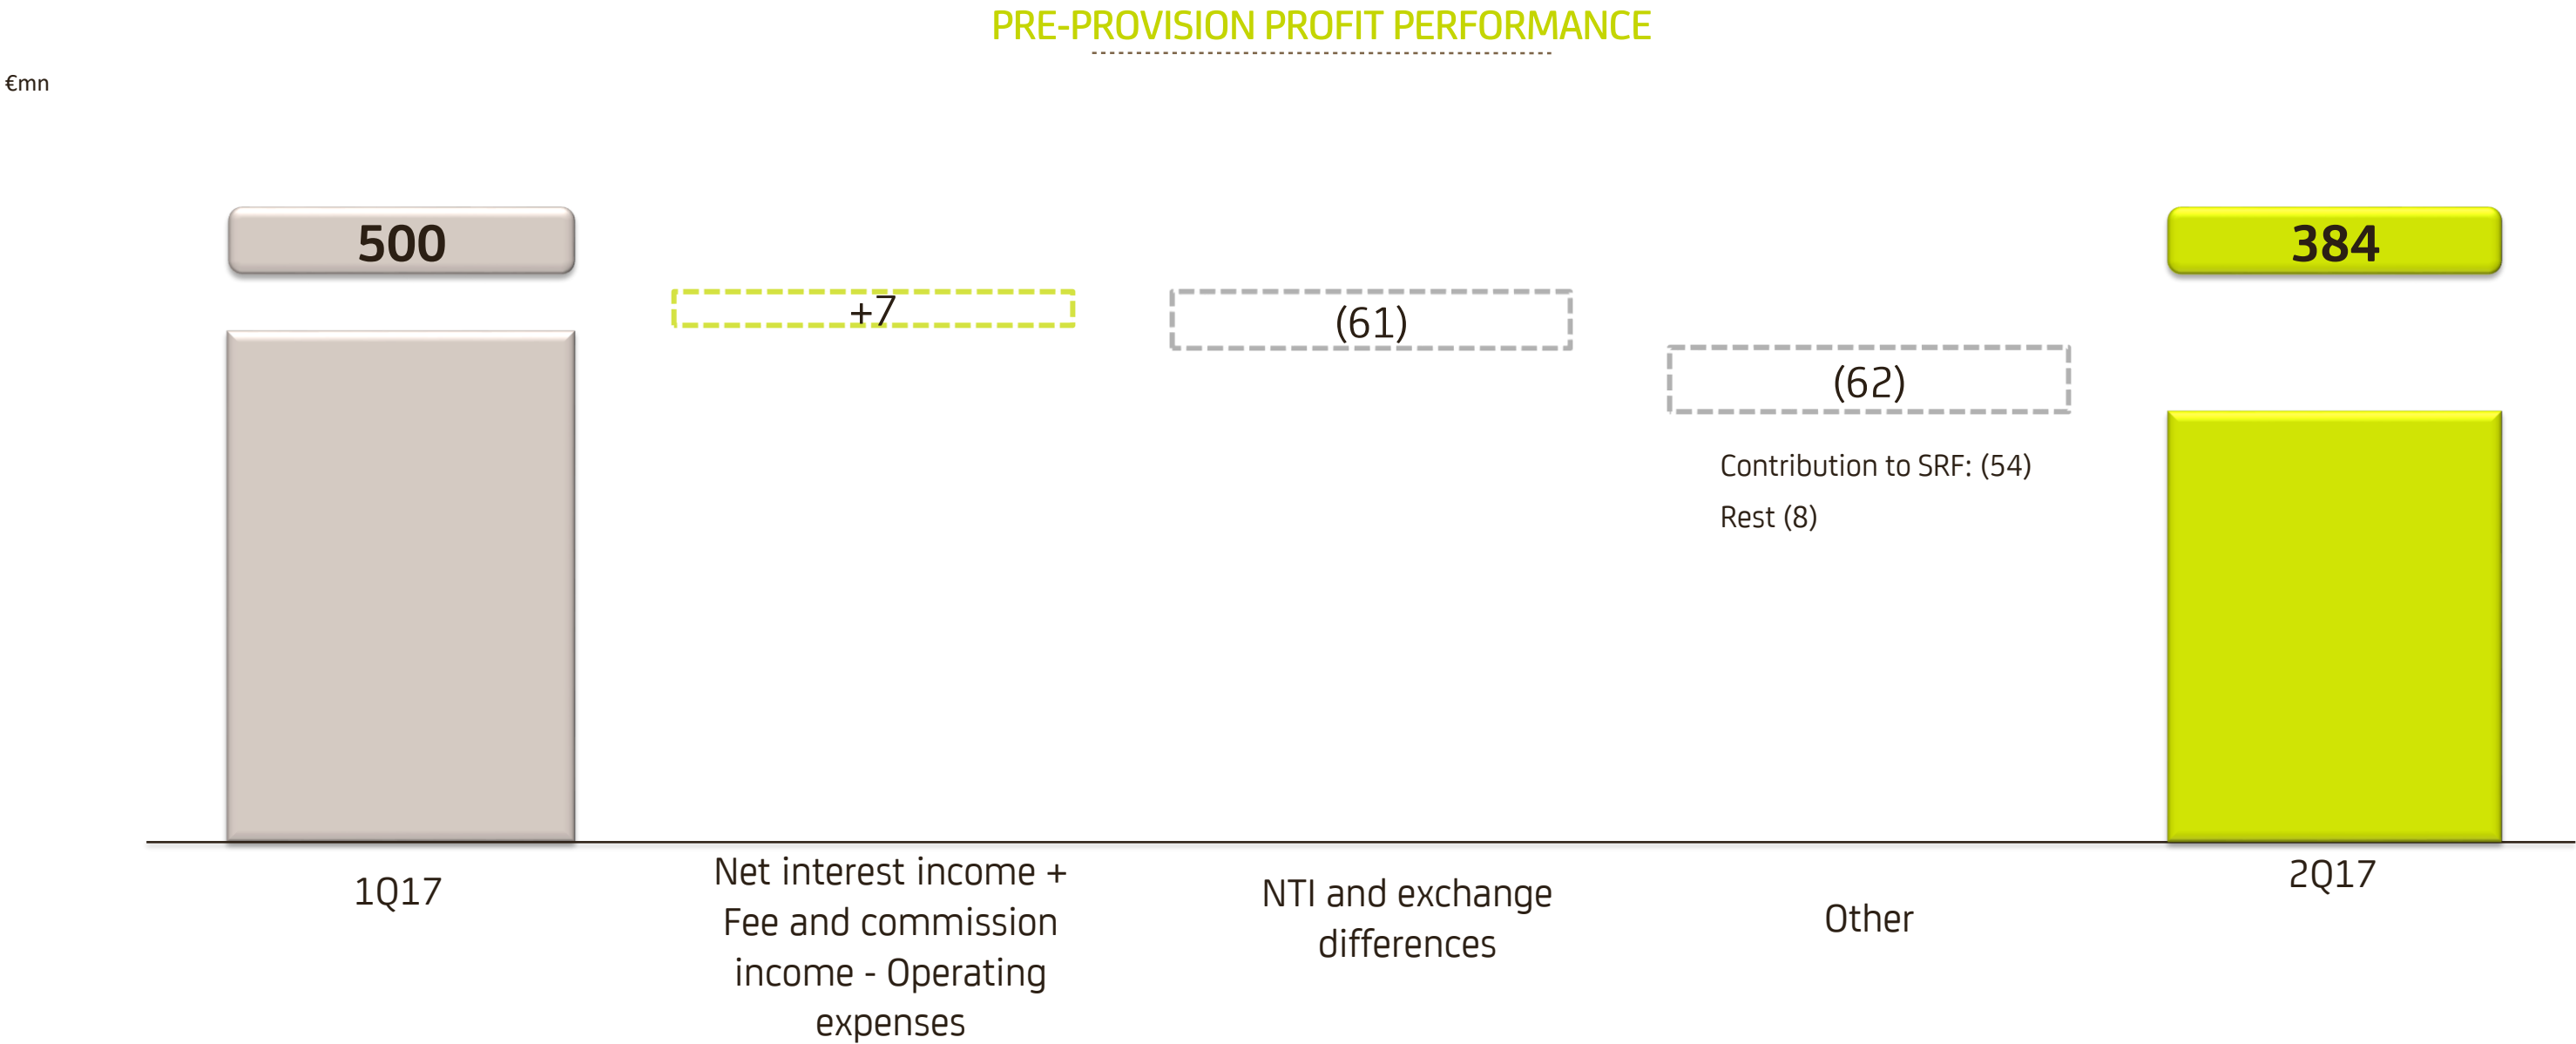 PRE-PROVISION PROFIT PERFORMANCE
€mn
500
384
+7
(61)
(62)
Contribution to SRF: (54)
Rest (8)
1Q17
Net interest income +
Fee and commission
income - Operating
expenses
NTI and exchange
differences
Other
2Q17